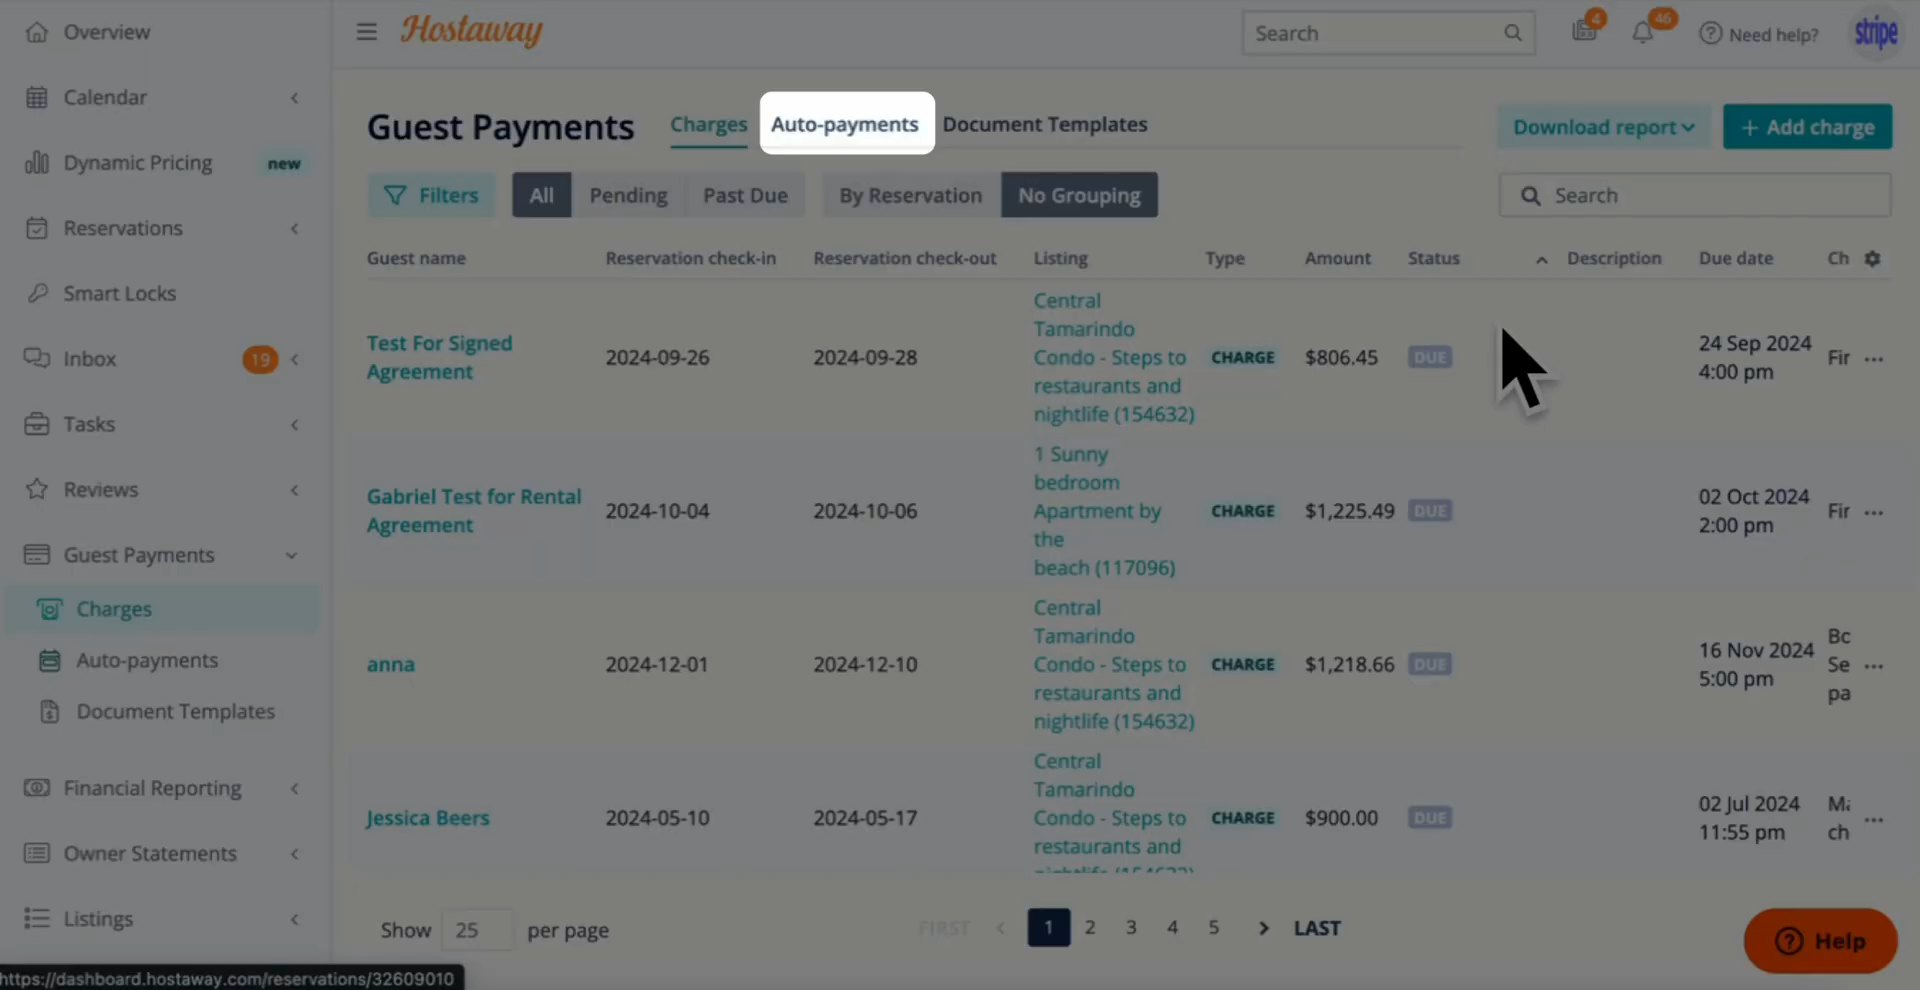 Overview
Calendar
Dynamic Pricing new
Reservations
Smart Locks
Inbox 19
Tasks
Reviews
Guest Payments
Charges
Auto-payments
Document Templates
Financial Reporting
Owner Statements
Listings
https://dashboard.hostaway.com/reservations/32609010
Hostaway
Search
4
46
Need help?
stripe
Guest Payments Charges Auto-payments Document Templates
Download report + Add charge
Filters All Pending Past Due By Reservation No Grouping Search
Guest name Reservation check-in Reservation check-out Listing Type Amount Status Description Due date Ch
Test For Signed
Agreement
2024-09-26 2024-09-28
Central
Tamarindo
Condo - Steps to
restaurants and
nightlife (154632)
CHARGE $806.45 DUE
24 Sep 2024
4:00 pm
Fir ...
Gabriel Test for Rental
Agreement
2024-10-04 2024-10-06
1 Sunny
bedroom
Apartment by
the
beach (117096)
CHARGE $1,225.49 DUE
02 Oct 2024
2:00 pm
Fir ...
anna
2024-12-01 2024-12-10
Central
Tamarindo
Condo - Steps to
restaurants and
nightlife (154632)
CHARGE $1,218.66 DUE
16 Nov 2024
5:00 pm
Bc
Se
pa
...
Jessica Beers
2024-05-10 2024-05-17
Central
Tamarindo
Condo - Steps to
restaurants and
CHARGE $900.00 DUE
02 Jul 2024
11:55 pm
ch
...
Show 25 per page
FIRST < 1 2 3 4 5 > LAST
Help